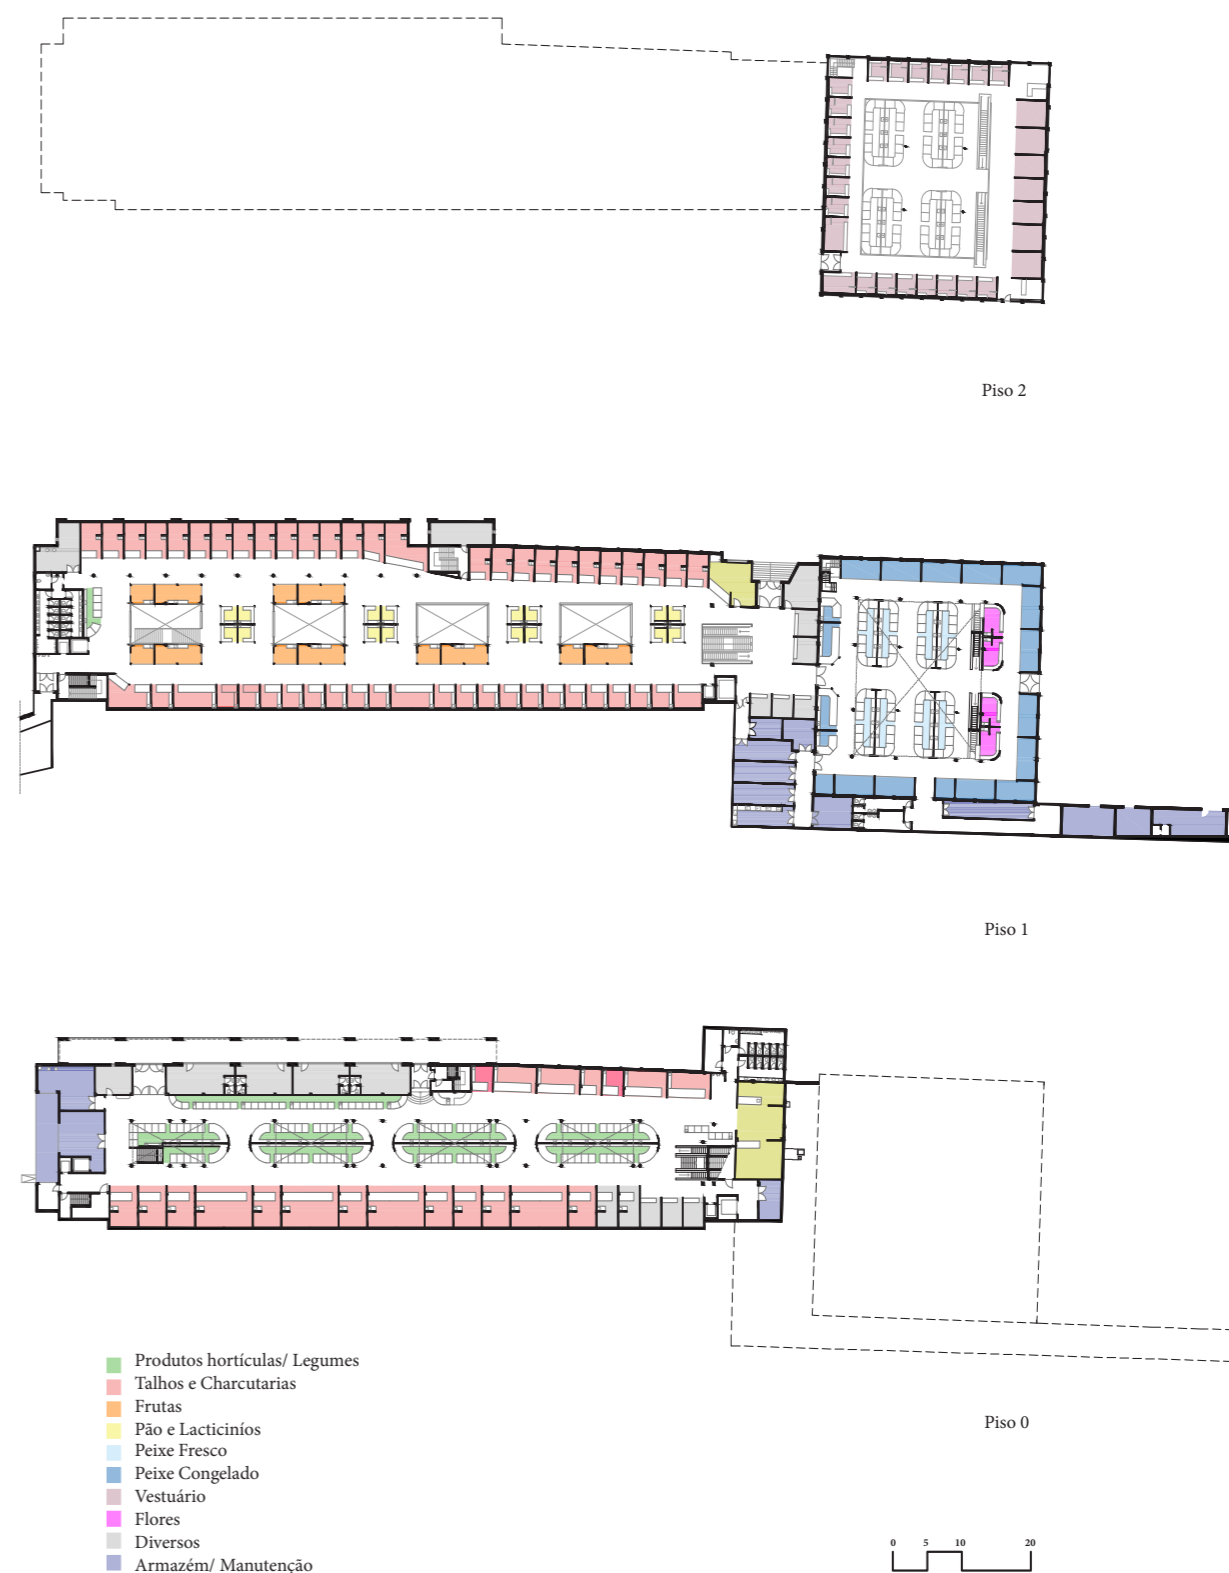 Piso 2
Piso 1
Piso 0
Produtos hortículas/ Legumes
Talhos e Charcutarias
Frutas
Pão e Lacticiníos
Peixe Fresco
Peixe Congelado
Vestuário
Flores
Diversos
Armazém/ Manutenção
0 5 10 20